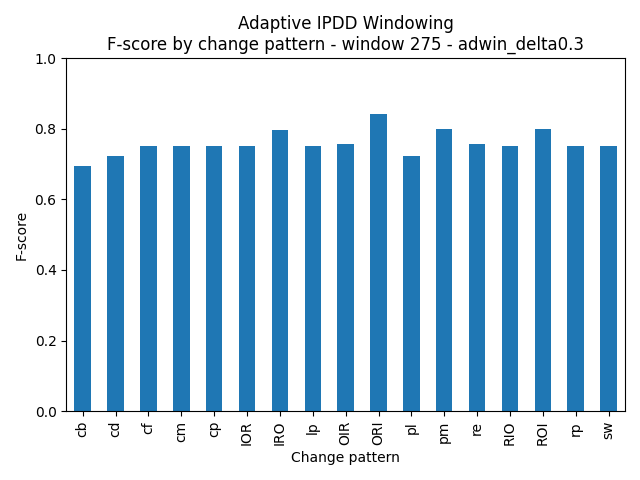 Adaptive IPDD Windowing
F-score by change pattern - window 275 - adwin_delta0.3
1.0
0.8
0.6
0.4
0.2
0.0
F-score
cb
cd
cf
cm
cp
IOR
IRO
lp
OIR
ORI
pl
pm
re
RIO
ROI
rp
sw
Change pattern